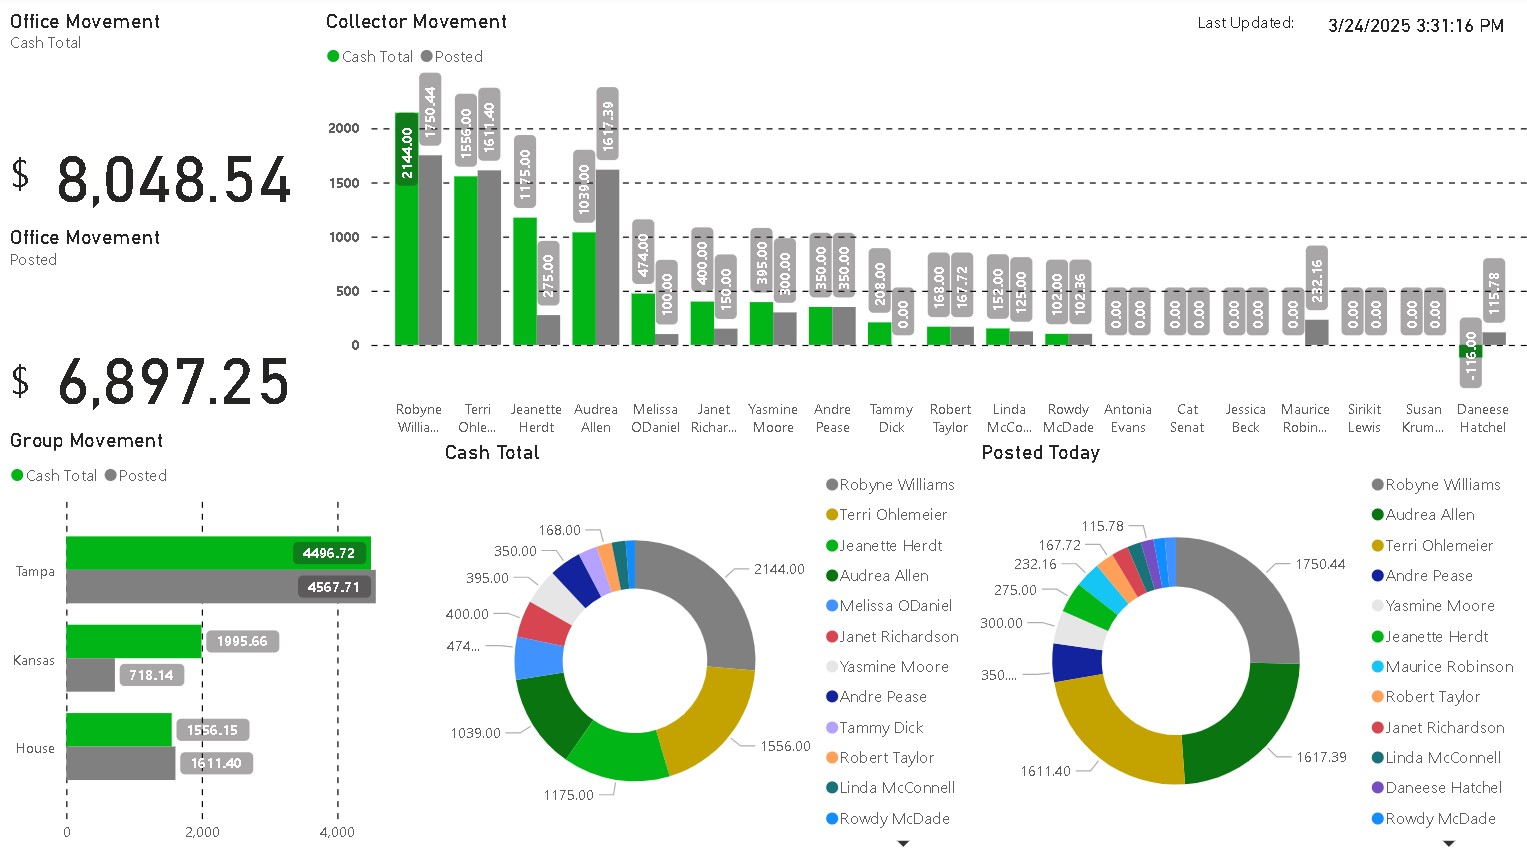 Office Movement
Cash Total
$ 8,048.54
Office Movement
Posted
$ 6,897.25
Collector Movement
Last Updated: 3/24/2025 3:31:16 PM
Cash Total Posted
2000
1500
1000
500
0
2144.00 1750.44 1556.00 1611.40 1175.00 275.00 1039.00 1617.39 474.00 100.00 400.00 150.00 395.00 300.00 350.00 350.00 208.00 0.00 168.00 167.72 152.00 125.00 102.00 102.36 0.00 0.00 0.00 0.00 0.00 0.00 0.00 232.16 0.00 0.00 0.00 0.00 -116.00 115.78
Robyne Willia...
Terri Ohle...
Jeanette Herdt
Audrea Allen
Melissa ODaniel
Janet Richar...
Yasmine Moore
Andre Pease
Tammy Dick
Robert Taylor
Linda McCo...
Rowdy McDade
Antonia Evans
Cat Senat
Jessica Beck
Maurice Robin...
Sirikit Lewis
Susan Krum...
Daneese Hatchel
Group Movement
Cash Total Posted
Tampa
4496.72
4567.71
Kansas
1995.66
718.14
House
1556.15
1611.40
0 2,000 4,000
Cash Total
168.00
350.00
395.00
400.00
474...
1039.00
1175.00
1556.00
2144.00
Robyne Williams
Terri Ohlemeier
Jeanette Herdt
Audrea Allen
Melissa ODaniel
Janet Richardson
Yasmine Moore
Andre Pease
Tammy Dick
Robert Taylor
Linda McConnell
Rowdy McDade
Posted Today
115.78
167.72
232.16
275.00
300.00
350....
1611.40
1617.39
1750.44
Robyne Williams
Audrea Allen
Terri Ohlemeier
Andre Pease
Yasmine Moore
Jeanette Herdt
Maurice Robinson
Robert Taylor
Janet Richardson
Linda McConnell
Daneese Hatchel
Rowdy McDade